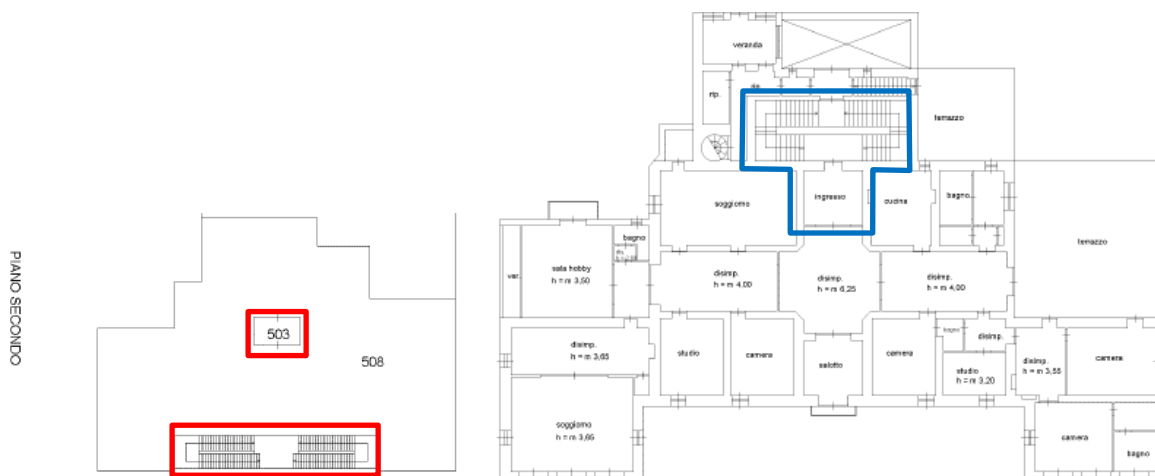 PIANO SECONDO
503
508
veranda
rip.
dis.
terrazzo
ingresso
soggiorno
cucina
bagno
terrazzo
bagno
sala hobby
h = m 3,50
ver.
disimp.
h = m 4,00
disimp.
h = m 6,25
disimp.
h = m 4,00
disimp.
h = m 3,65
studio
camera
salotto
camera
bagno
disimp.
studio
h = m 3,20
disimp.
h = m 3,55
camera
soggiorno
h = m 3,65
camera
bagno